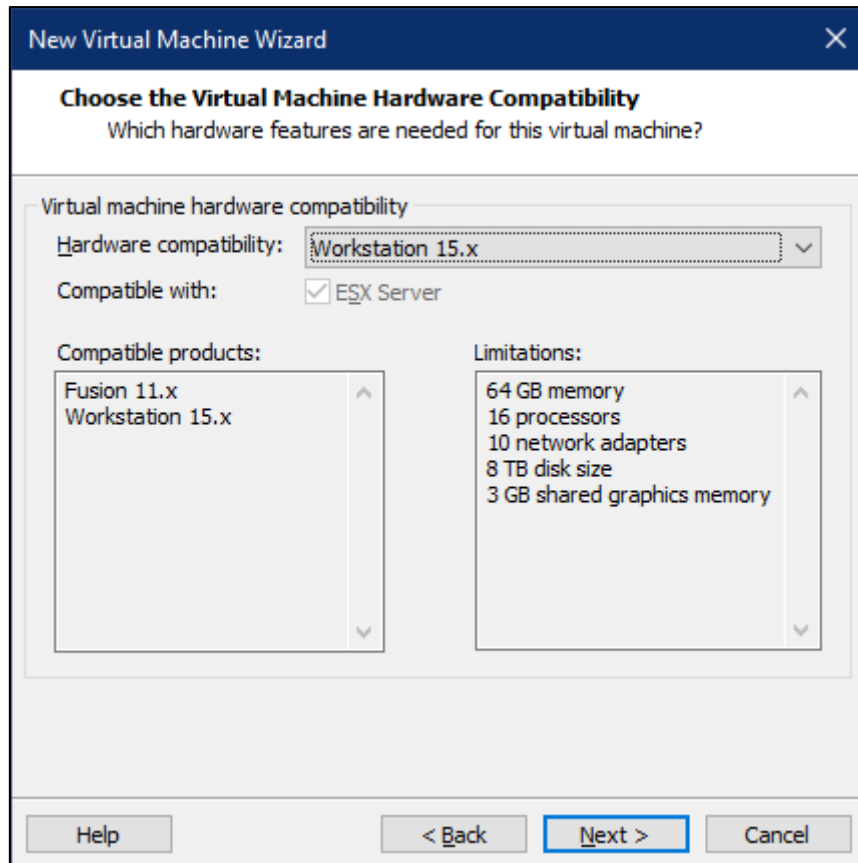 New Virtual Machine Wizard
Choose the Virtual Machine Hardware Compatibility
Which hardware features are needed for this virtual machine?
Virtual machine hardware compatibility
Hardware compatibility: Workstation 15.x
Compatible with: ESX Server
Compatible products:
Fusion 11.x
Workstation 15.x
Limitations:
64 GB memory
16 processors
10 network adapters
8 TB disk size
3 GB shared graphics memory
Help < Back Next > Cancel